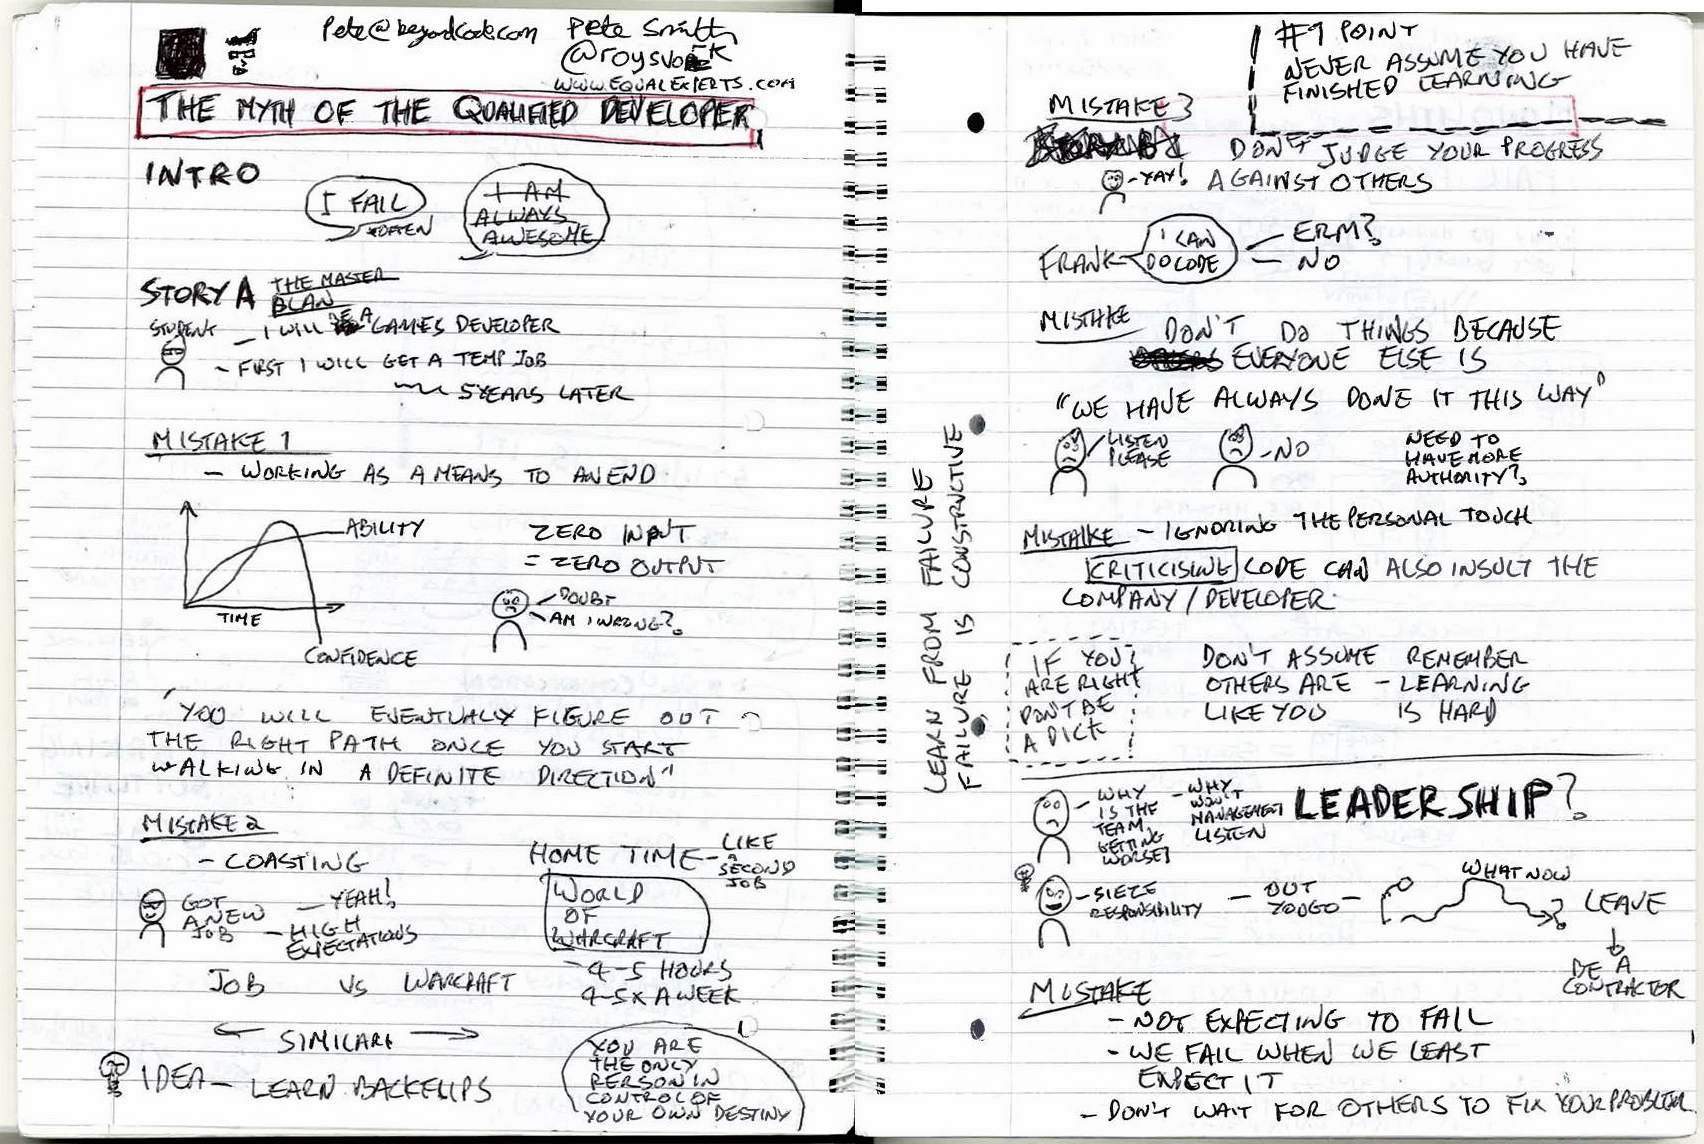 Pete@beyondcode.com
Pete Smith
@roysvork
WWW.EQUALEXPERTS.COM
THE MYTH OF THE QUALIFIED DEVELOPER
INTRO
I FAIL
OFTEN
I AM
ALWAYS
AWESOME
STORY A
THE MASTER
PLAN
STUDENT
- I WILL BE A GAMES DEVELOPER
- FIRST I WILL GET A TEMP JOB
5 YEARS LATER
MISTAKE 1
- WORKING AS A MEANS TO AN END
ABILITY
TIME
CONFIDENCE
ZERO INPUT
= ZERO OUTPUT
DOUBT
AM I WRONG?
"YOU WILL EVENTUALLY FIGURE OUT
THE RIGHT PATH ONCE YOU START
WALKING IN A DEFINITE DIRECTION"
MISTAKE 2
- COASTING
GOT
A NEW
JOB
- YEAH!
- HIGH
EXPECTATIONS
HOME TIME - LIKE
A SECOND
JOB
WORLD
OF
WARCRAFT
- 4-5 HOURS
4-5x A WEEK
JOB VS WARCRAFT
SIMILAR
IDEA - LEARN BACKFLIPS
YOU ARE
THE ONLY
PERSON IN
CONTROL OF
YOUR OWN DESTINY
#1 POINT
NEVER ASSUME YOU HAVE
FINISHED LEARNING
MISTAKE 3
DON'T JUDGE YOUR PROGRESS
AGAINST OTHERS
- YAY!
FRANK
I CAN
DO CODE
- ERM?
- NO
MISTAKE DON'T DO THINGS BECAUSE
EVERYONE ELSE IS
"WE HAVE ALWAYS DONE IT THIS WAY"
LISTEN
PLEASE
- NO
NEED TO
HAVE MORE
AUTHORITY?
MISTAKE - IGNORING THE PERSONAL TOUCH
CRITICISING CODE CAN ALSO INSULT THE
COMPANY / DEVELOPER.
LEARN FROM FAILURE
FAILURE IS CONSTRUCTIVE
IF YOU
ARE RIGHT
DON'T BE
A DICK
DON'T ASSUME
OTHERS ARE
LIKE YOU
REMEMBER
- LEARNING
IS HARD
LEADERSHIP?
- WHY
IS THE
TEAM
GETTING
WORSE?
- WHY
WON'T
MANAGEMENT
LISTEN
- SIEZE
RESPONSIBILITY
- OUT
YOU GO -
WHAT NOW
?
LEAVE
BE A
CONTRACTOR
MISTAKE
- NOT EXPECTING TO FAIL
- WE FAIL WHEN WE LEAST
EXPECT IT
- DON'T WAIT FOR OTHERS TO FIX YOUR PROBLEM